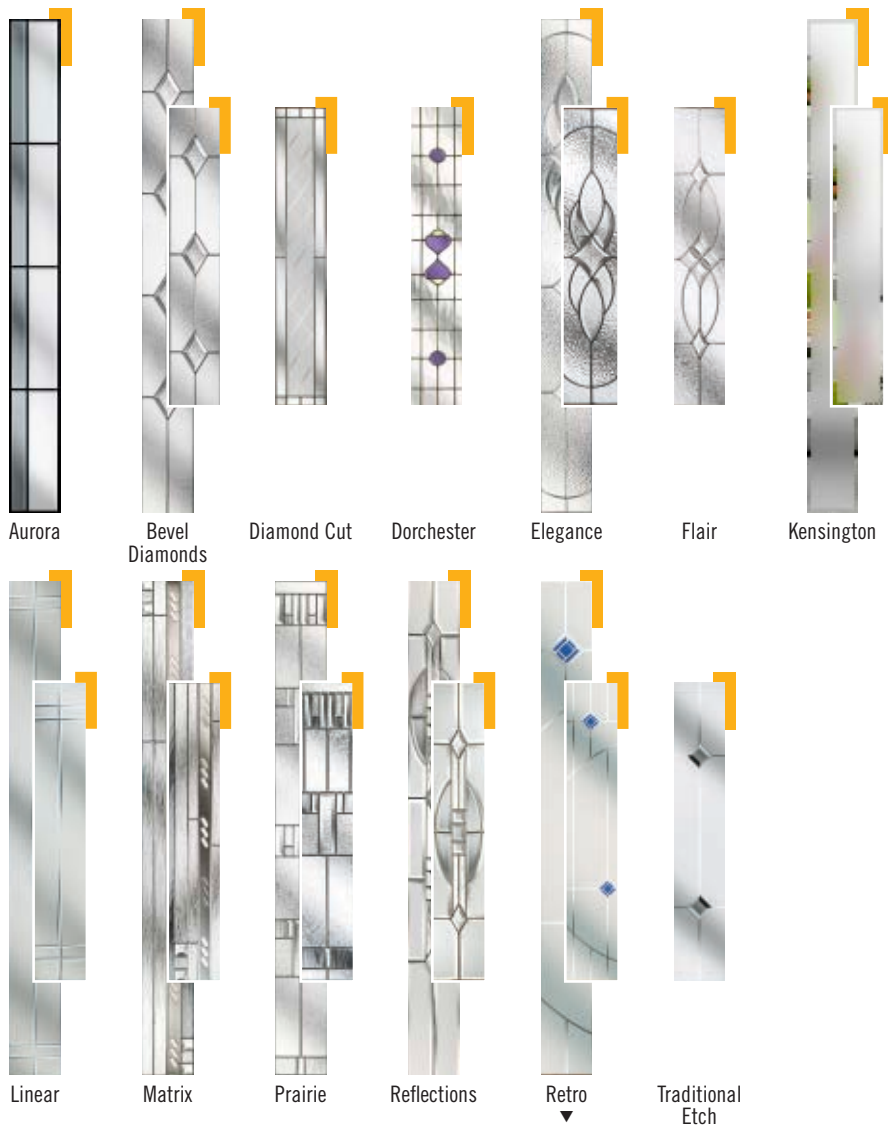 Aurora
Bevel
Diamonds
Diamond Cut
Dorchester
Elegance
Flair
Kensington
Linear
Matrix
Prairie
Reflections
Retro
▼
Traditional
Etch